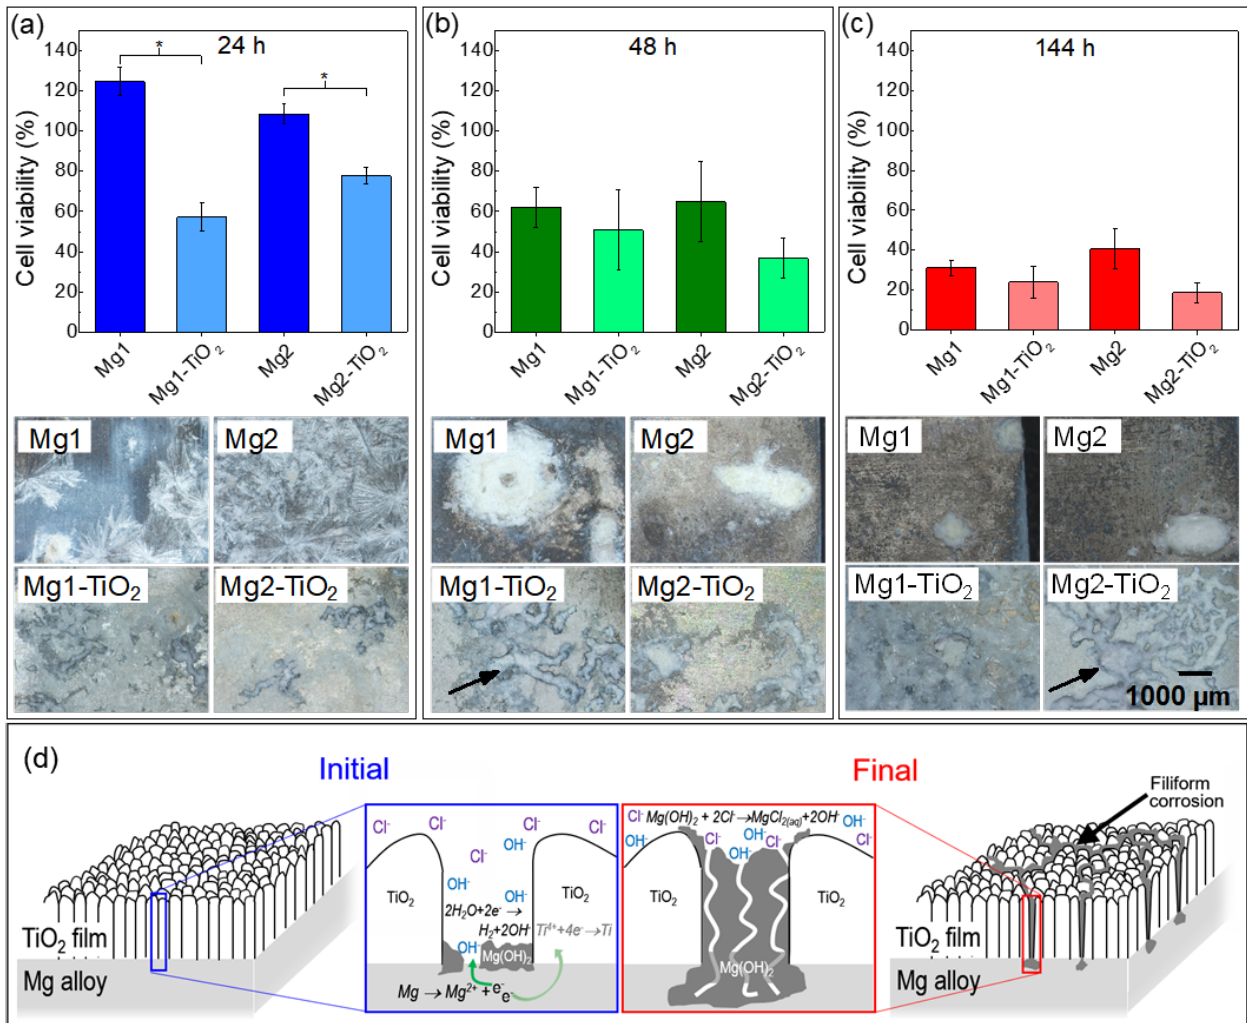 (a)
24 h
Cell viability (%)
140
120
100
80
60
40
20
0
*
*
Mg1
Mg1-TiO₂
Mg2
Mg2-TiO₂
Mg1
Mg2
Mg1-TiO₂
Mg2-TiO₂
(b)
48 h
Cell viability (%)
140
120
100
80
60
40
20
0
Mg1
Mg1-TiO₂
Mg2
Mg2-TiO₂
Mg1
Mg2
Mg1-TiO₂
Mg2-TiO₂
(c)
144 h
Cell viability (%)
140
120
100
80
60
40
20
0
Mg1
Mg1-TiO₂
Mg2
Mg2-TiO₂
Mg1
Mg2
Mg1-TiO₂
Mg2-TiO₂
1000 µm
(d)
Initial
TiO₂ film
Mg alloy
Cl⁻ Cl⁻ Cl⁻ Cl⁻
Cl⁻
OH⁻
OH⁻
OH⁻
TiO₂
TiO₂
2H₂O+2e⁻→
H₂+2OH⁻
Ti⁴⁺+4e⁻→Ti
OH⁻
Mg(OH)₂
Mg → Mg²⁺ + e⁻
e⁻
Final
Cl⁻ Mg(OH)₂ + 2Cl⁻→MgCl₂₍aq₎+2OH⁻
OH⁻ Cl⁻ OH⁻ Cl⁻ OH⁻ Cl⁻
OH⁻
OH⁻
TiO₂
TiO₂
Mg(OH)₂
Filiform
corrosion
TiO₂ film
Mg alloy